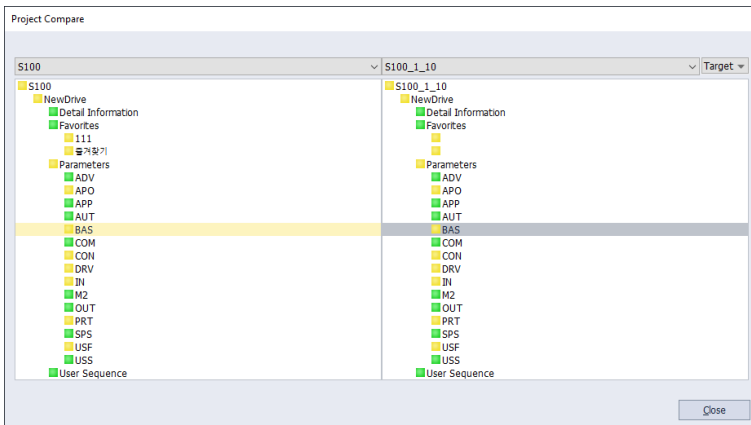 Project Compare
S100
S100_1_10
Target
S100
NewDrive
Detail Information
Favorites
111
즐겨찾기
Parameters
ADV
APO
APP
AUT
BAS
COM
CON
DRV
IN
M2
OUT
PRT
SPS
USF
USS
User Sequence
S100_1_10
NewDrive
Detail Information
Favorites
Parameters
ADV
APO
APP
AUT
BAS
COM
CON
DRV
IN
M2
OUT
PRT
SPS
USF
USS
User Sequence
Close